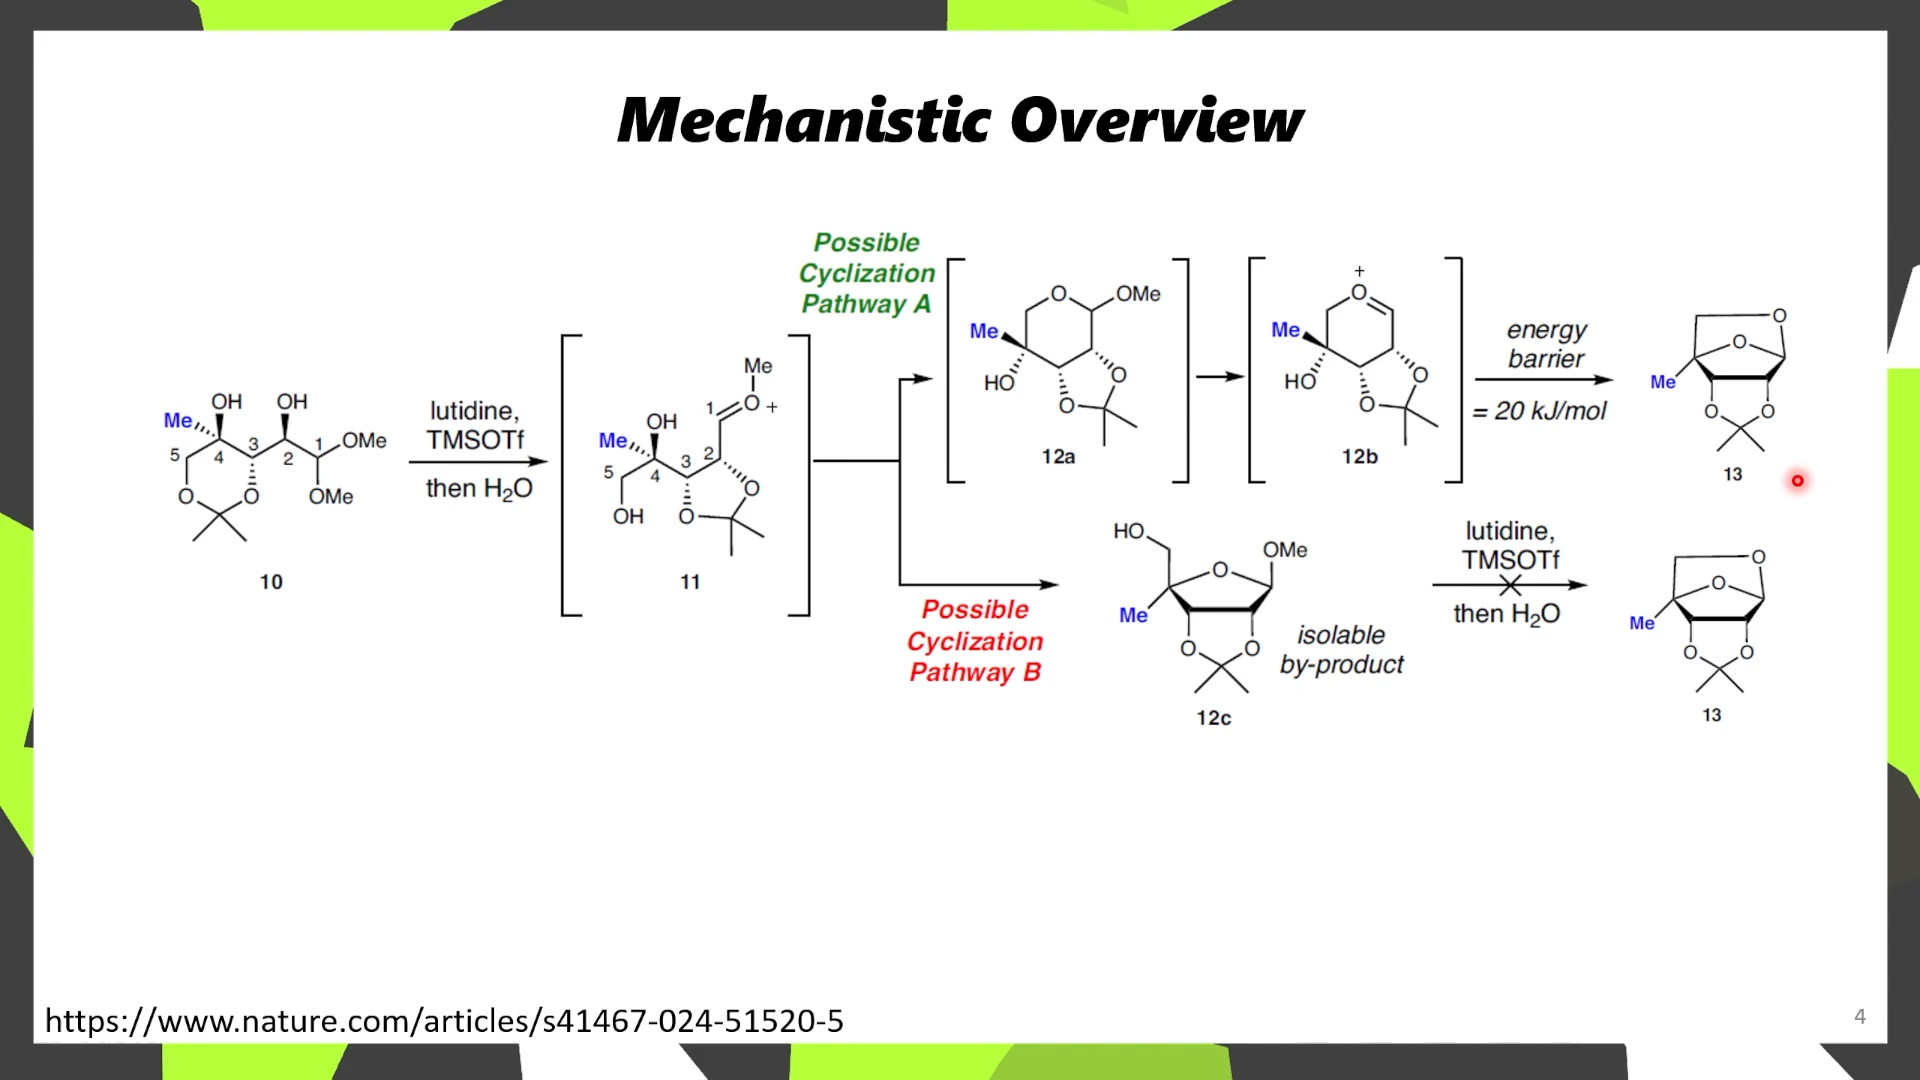 Mechanistic Overview
Possible
Cyclization
Pathway A
OH
OH
Me
5
4
3
2
1
OMe
OMe
O
O
10
lutidine,
TMSOTf
then H₂O
Me
O
+
1
OH
Me
5
4
3
2
OH
O
O
11
O
OMe
Me
HO
O
O
12a
+
O
Me
HO
O
O
12b
energy
barrier
= 20 kJ/mol
O
O
Me
O
O
13
Possible
Cyclization
Pathway B
HO
OMe
O
Me
O
O
isolable
by-product
12c
lutidine,
TMSOTf
then H₂O
O
O
Me
O
O
13
https://www.nature.com/articles/s41467-024-51520-5
4